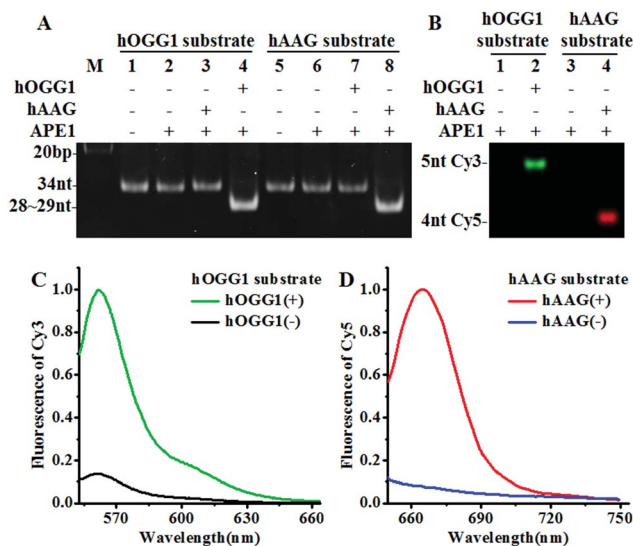 A
hOGG1 substrate hAAG substrate
M 1 2 3 4 5 6 7 8
hOGG1 - - - + - - + -
hAAG - - + - - - - +
APE1 - + + + - + + +
20bp-
34nt-
28~29nt-
B
hOGG1 hAAG
substrate substrate
1 2 3 4
hOGG1 - + - -
hAAG - - - +
APE1 + + + +
5nt Cy3-
4nt Cy5-
C
hOGG1 substrate
hOGG1(+)
hOGG1(-)
Fluorescence of Cy3
1.0
0.8
0.6
0.4
0.2
0.0
570 600 630 660
Wavelength(nm)
D
hAAG substrate
hAAG(+)
hAAG(-)
Fluorescence of Cy5
1.0
0.8
0.6
0.4
0.2
0.0
660 690 720 750
Wavelength(nm)